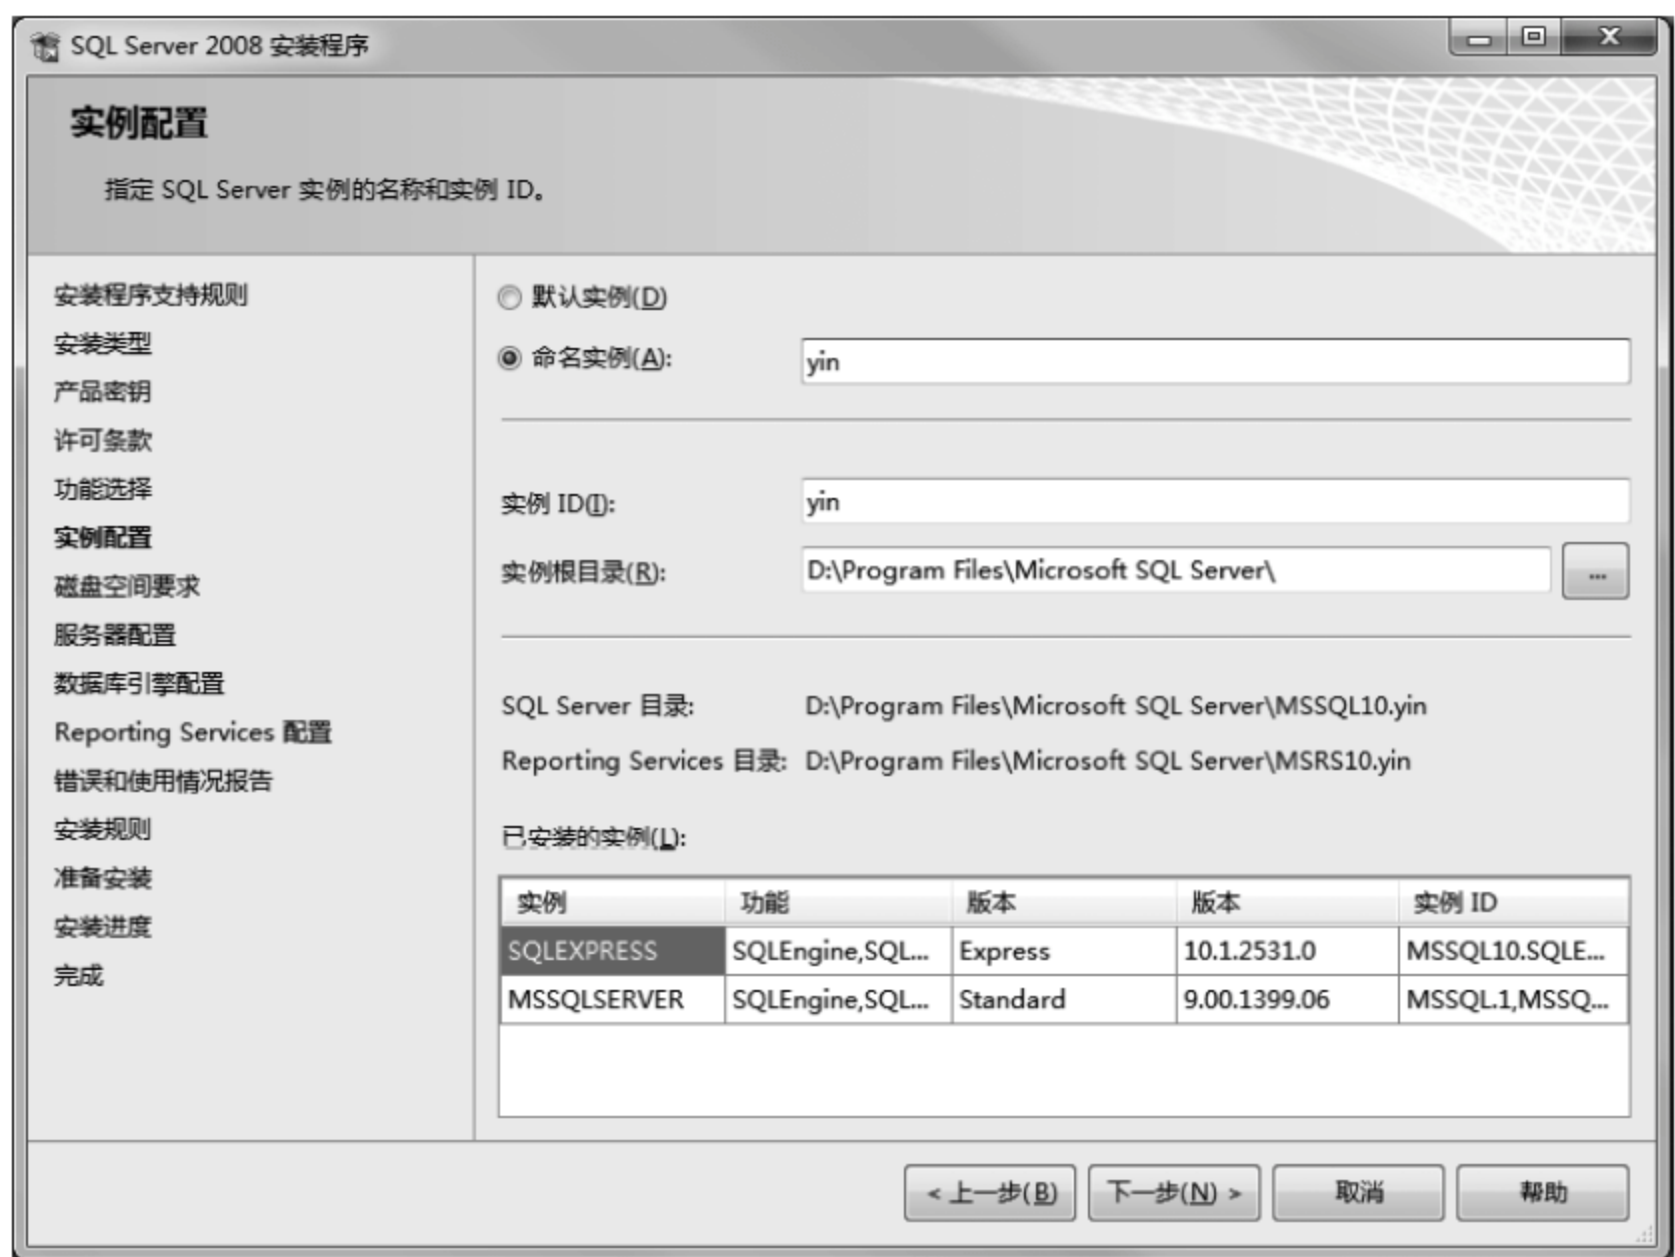 SQL Server 2008 安装程序
实例配置
指定 SQL Server 实例的名称和实例 ID。
安装程序支持规则
安装类型
产品密钥
许可条款
功能选择
实例配置
磁盘空间要求
服务器配置
数据库引擎配置
Reporting Services 配置
错误和使用情况报告
安装规则
准备安装
安装进度
完成
默认实例(D)
命名实例(A): yin
实例 ID(I): yin
实例根目录(R): D:\Program Files\Microsoft SQL Server\ ...
SQL Server 目录: D:\Program Files\Microsoft SQL Server\MSSQL10.yin
Reporting Services 目录: D:\Program Files\Microsoft SQL Server\MSRS10.yin
已安装的实例(L):
实例 功能 版本 版本 实例 ID
SQLEXPRESS SQLEngine,SQL... Express 10.1.2531.0 MSSQL10.SQLE...
MSSQLSERVER SQLEngine,SQL... Standard 9.00.1399.06 MSSQL.1,MSSQ...
< 上一步(B) 下一步(N) > 取消 帮助